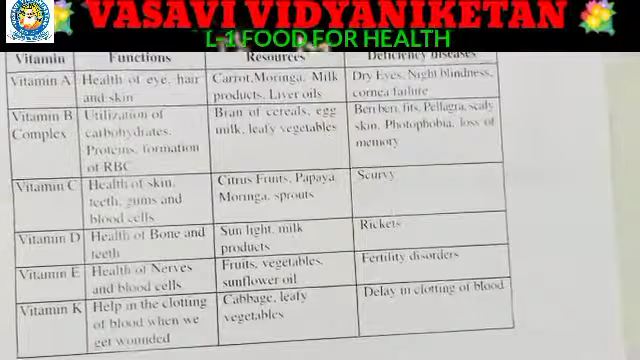 VASAVI VIDYANIKETAN
L-1 FOOD FOR HEALTH
Vitamin Functions Resources Deficiency diseases
Vitamin A Health of eye, hair and skin Carrot,Moringa, Milk products, Liver oils Dry Eyes, Night blindness, cornea failure
Vitamin B Complex Utilization of carbohydrates, Proteins, formation of RBC Bran of cereals, egg milk, leafy vegetables Beri beri, fits, Pellagra, scaly skin, Photophobia, loss of memory
Vitamin C Health of skin, teeth, gums and blood cells Citrus Fruits, Papaya, Moringa, sprouts Scurvy
Vitamin D Health of Bone and teeth Sun light, milk products Rickets
Vitamin E Health of Nerves and blood cells Fruits, vegetables, sunflower oil Fertility disorders
Vitamin K Help in the clotting of blood when we get wounded Cabbage, leafy vegetables Delay in clotting of blood